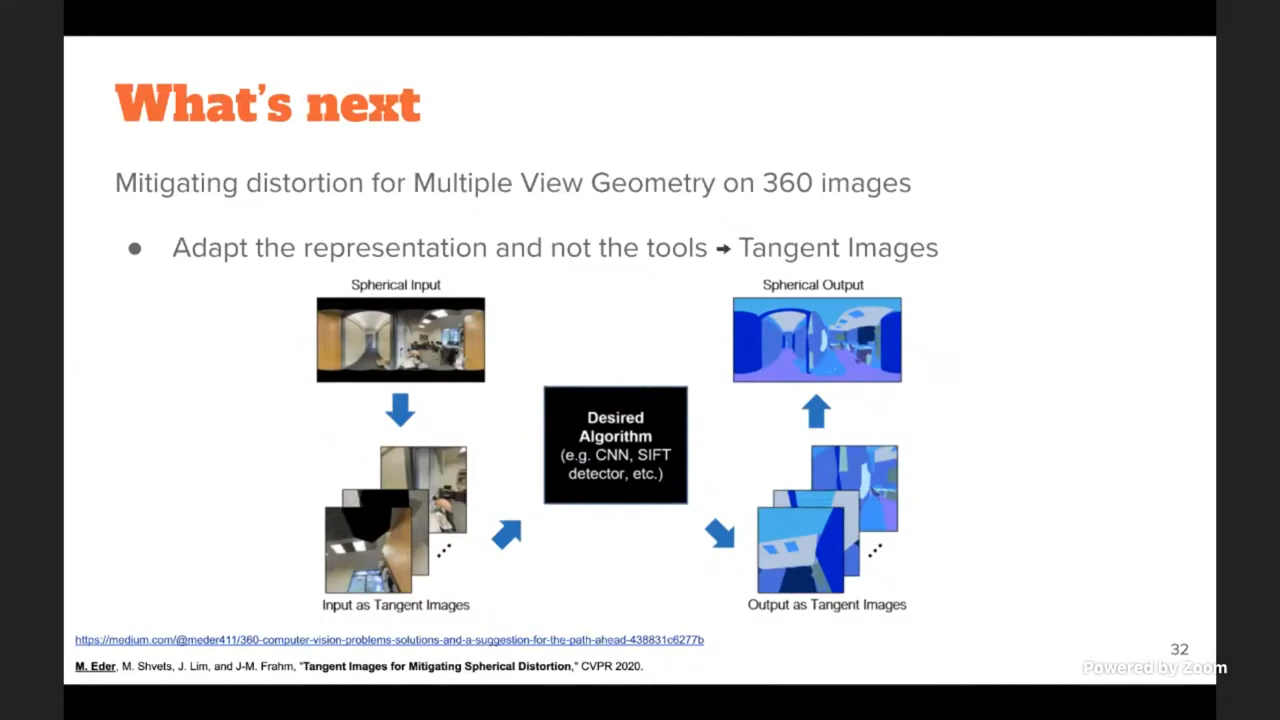 What's next
Mitigating distortion for Multiple View Geometry on 360 images
● Adapt the representation and not the tools → Tangent Images
Spherical Input
Spherical Output
Desired
Algorithm
(e.g. CNN, SIFT
detector, etc.)
Input as Tangent Images
Output as Tangent Images
https://medium.com/@meder411/360-computer-vision-problems-solutions-and-a-suggestion-for-the-path-ahead-438831c6277b
M. Eder, M. Shvets, J. Lim, and J-M. Frahm, "Tangent Images for Mitigating Spherical Distortion," CVPR 2020.
32
Powered by Zoom